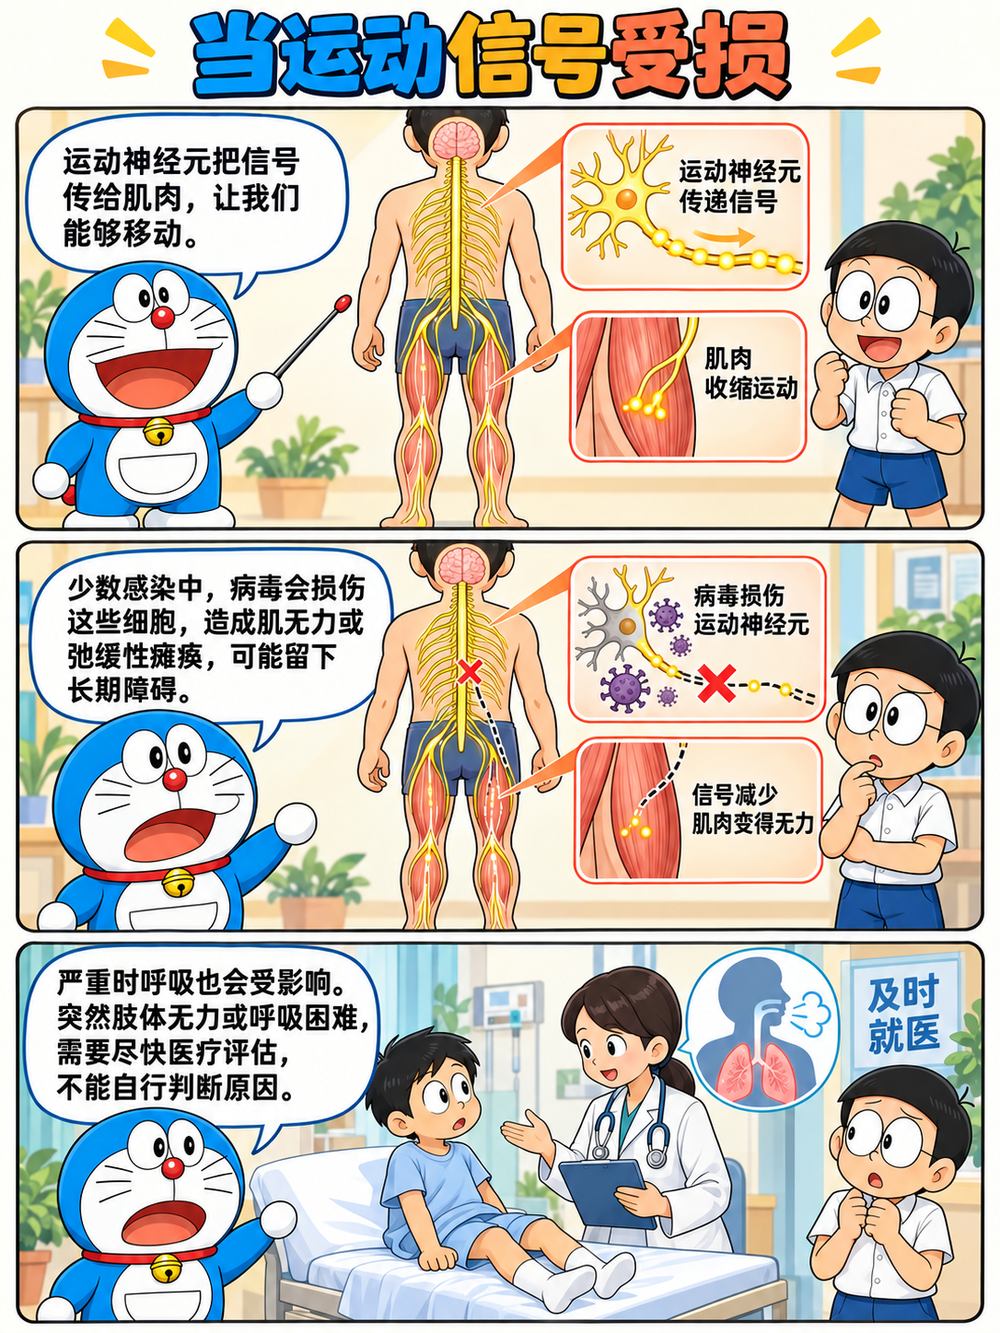 当运动信号受损
运动神经元把信号
传给肌肉，让我们
能够移动。
运动神经元
传递信号
肌肉
收缩运动
少数感染中，病毒会损伤
这些细胞，造成肌无力或
弛缓性瘫痪，可能留下
长期障碍。
病毒损伤
运动神经元
信号减少
肌肉变得无力
严重时呼吸也会受影响。
突然肢体无力或呼吸困难，
需要尽快医疗评估，
不能自行判断原因。
及时
就医